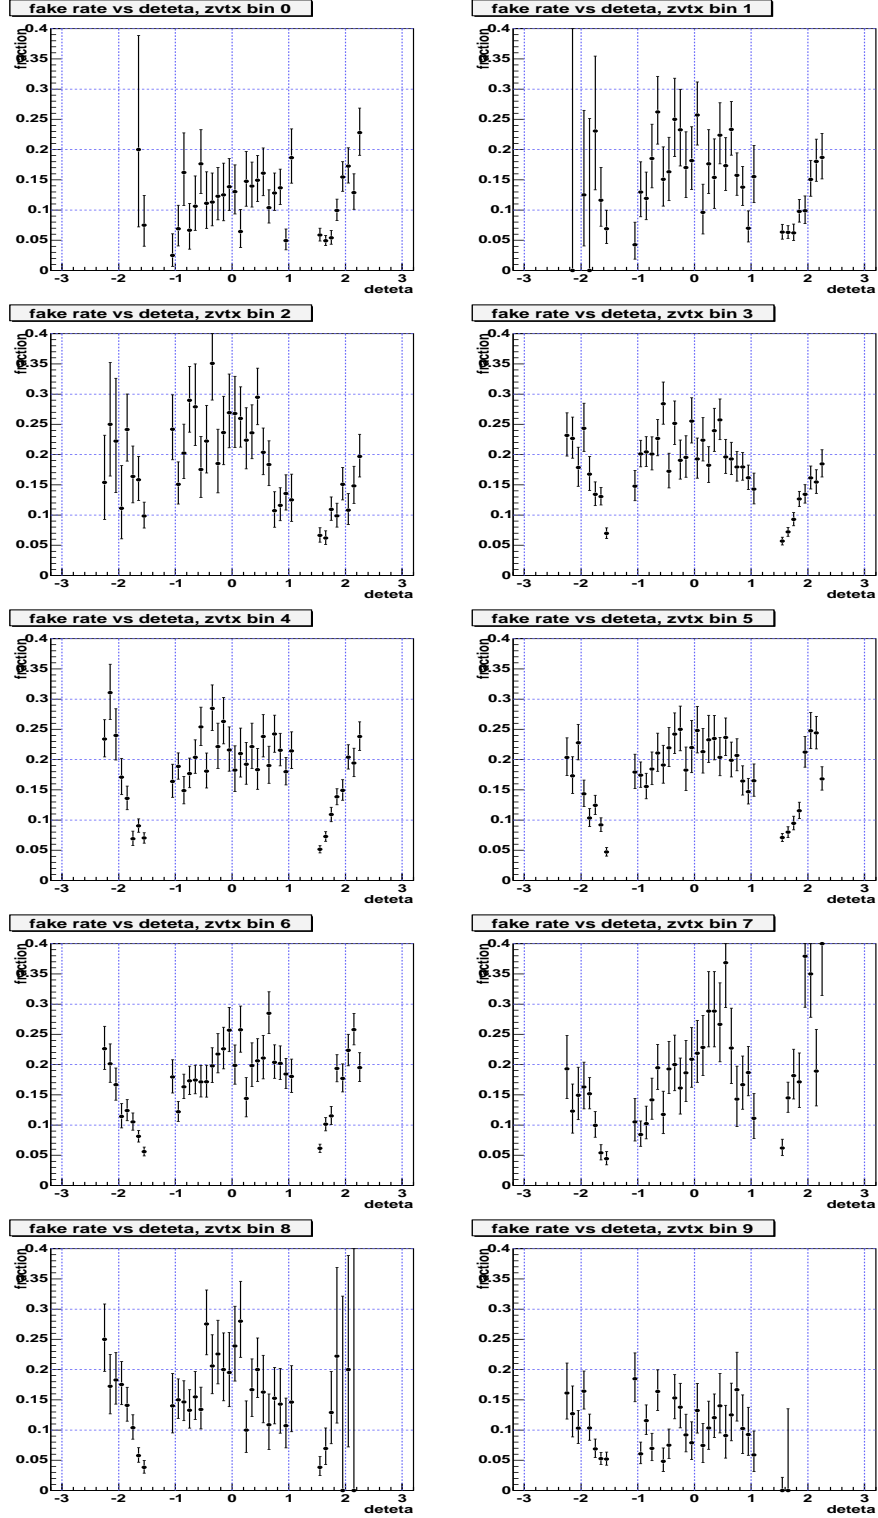 fake rate vs deteta, zvtx bin 0
fraction
0.4
0.35
0.3
0.25
0.2
0.15
0.1
0.05
0
-3 -2 -1 0 1 2 3
deteta
fake rate vs deteta, zvtx bin 1
fraction
0.4
0.35
0.3
0.25
0.2
0.15
0.1
0.05
0
-3 -2 -1 0 1 2 3
deteta
fake rate vs deteta, zvtx bin 2
fraction
0.4
0.35
0.3
0.25
0.2
0.15
0.1
0.05
0
-3 -2 -1 0 1 2 3
deteta
fake rate vs deteta, zvtx bin 3
fraction
0.4
0.35
0.3
0.25
0.2
0.15
0.1
0.05
0
-3 -2 -1 0 1 2 3
deteta
fake rate vs deteta, zvtx bin 4
fraction
0.4
0.35
0.3
0.25
0.2
0.15
0.1
0.05
0
-3 -2 -1 0 1 2 3
deteta
fake rate vs deteta, zvtx bin 5
fraction
0.4
0.35
0.3
0.25
0.2
0.15
0.1
0.05
0
-3 -2 -1 0 1 2 3
deteta
fake rate vs deteta, zvtx bin 6
fraction
0.4
0.35
0.3
0.25
0.2
0.15
0.1
0.05
0
-3 -2 -1 0 1 2 3
deteta
fake rate vs deteta, zvtx bin 7
fraction
0.4
0.35
0.3
0.25
0.2
0.15
0.1
0.05
0
-3 -2 -1 0 1 2 3
deteta
fake rate vs deteta, zvtx bin 8
fraction
0.4
0.35
0.3
0.25
0.2
0.15
0.1
0.05
0
-3 -2 -1 0 1 2 3
deteta
fake rate vs deteta, zvtx bin 9
fraction
0.4
0.35
0.3
0.25
0.2
0.15
0.1
0.05
0
-3 -2 -1 0 1 2 3
deteta